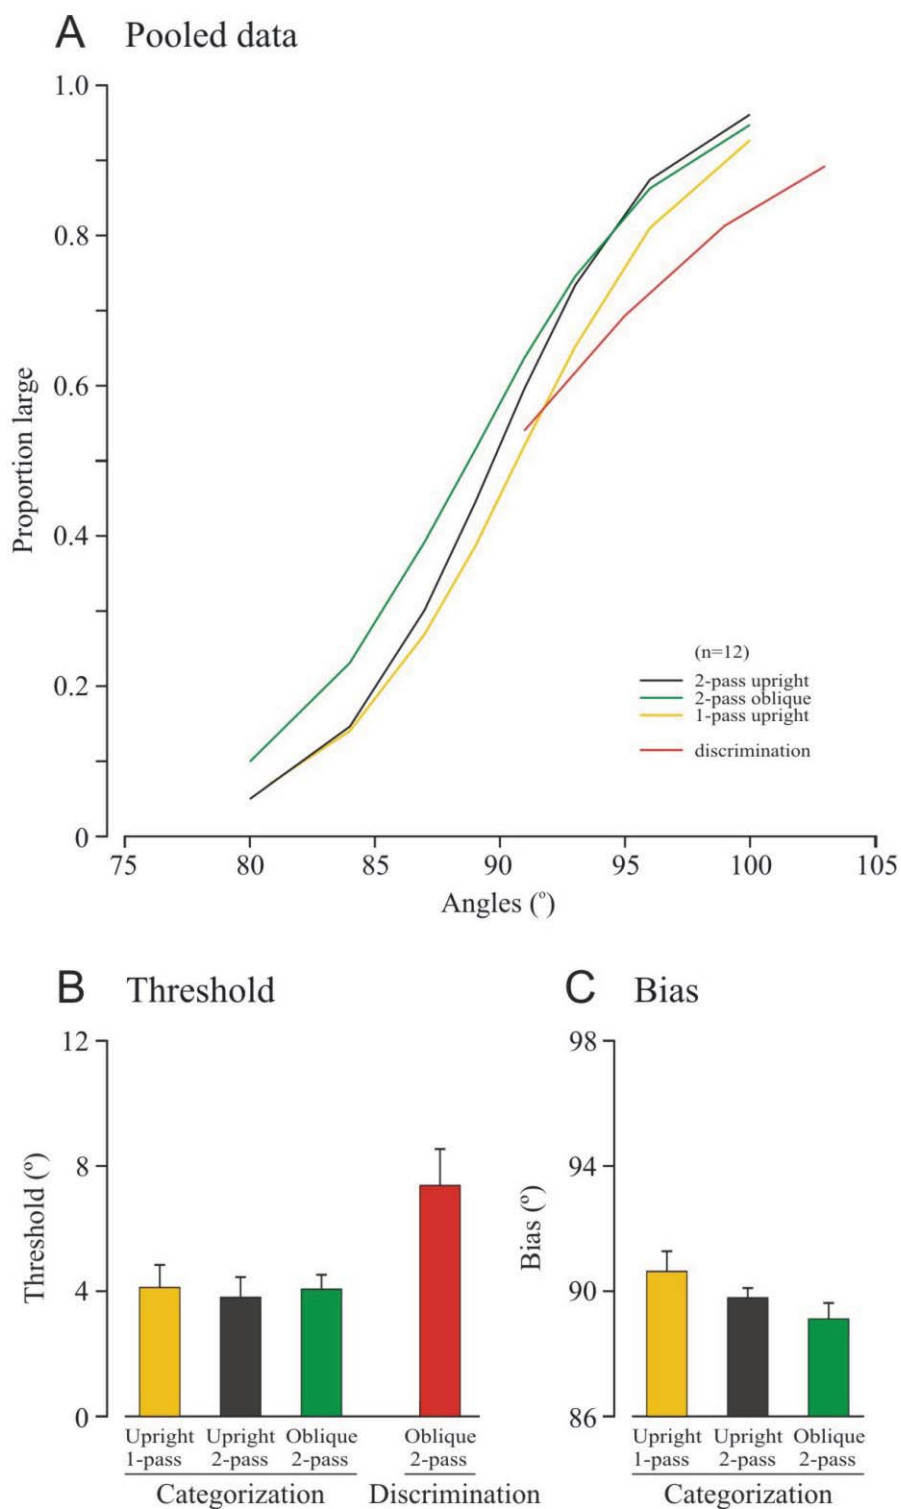 A Pooled data
1.0
0.8
0.6
0.4
0.2
0
Proportion large
(n=12)
2-pass upright
2-pass oblique
1-pass upright
discrimination
75 80 85 90 95 100 105
Angles (º)
B Threshold
12
8
4
0
Threshold (º)
Upright Upright Oblique Oblique
1-pass 2-pass 2-pass 2-pass
Categorization Discrimination
C Bias
98
94
90
86
Bias (º)
Upright Upright Oblique
1-pass 2-pass 2-pass
Categorization